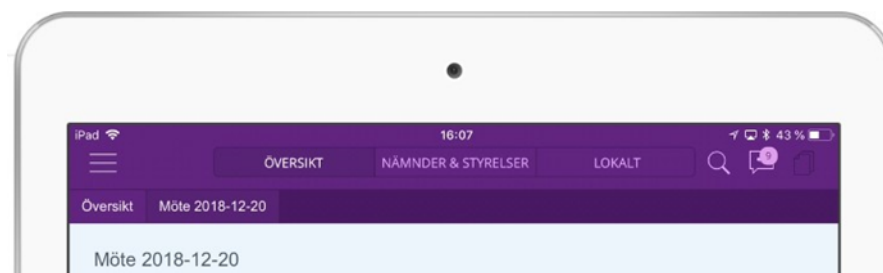 iPad 16:07 43 %
ÖVERSIKT NÄMNDER & STYRELSER LOKALT 9
Översikt Möte 2018-12-20
Möte 2018-12-20